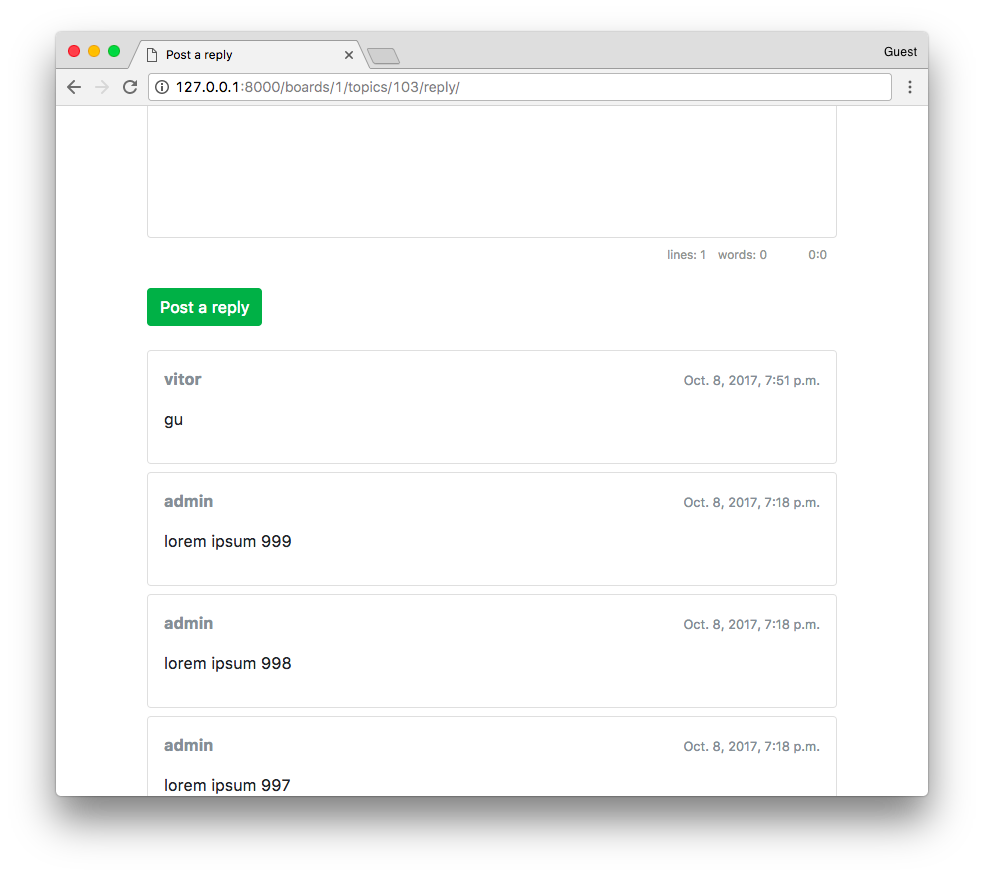 Post a reply
Guest
127.0.0.1:8000/boards/1/topics/103/reply/
lines: 1 words: 0 0:0
Post a reply
vitor Oct. 8, 2017, 7:51 p.m.
gu
admin Oct. 8, 2017, 7:18 p.m.
lorem ipsum 999
admin Oct. 8, 2017, 7:18 p.m.
lorem ipsum 998
admin Oct. 8, 2017, 7:18 p.m.
lorem ipsum 997